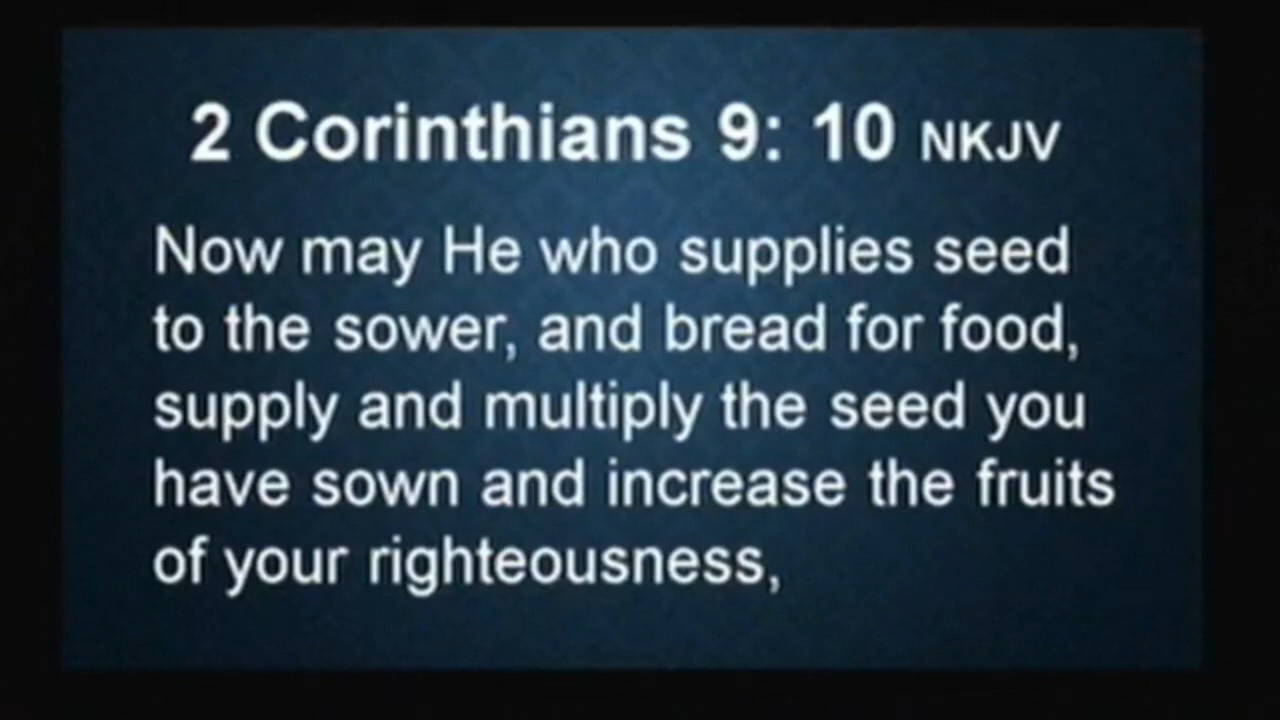 2 Corinthians 9: 10 NKJV
Now may He who supplies seed
to the sower, and bread for food,
supply and multiply the seed you
have sown and increase the fruits
of your righteousness,